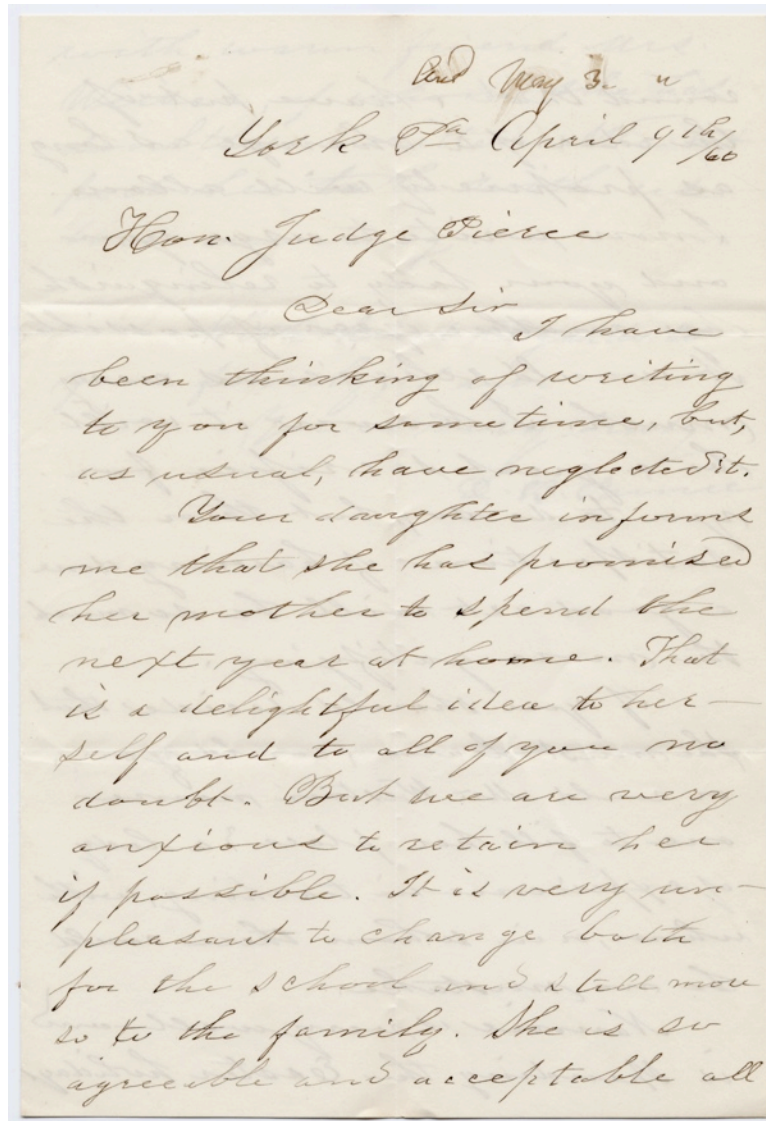 May 3. "
York Pa April 9th/60
Hon. Judge Pierce
Dear Sir
I have
been thinking of writing
to you for sometime, but,
as usual, have neglected it.
Your daughter informs
me that she has promised
her mother to spend the
next year at home. That
is a delightful idea to her-
self and to all of you no
doubt. But we are very
anxious to retain her
if possible. It is very un-
pleasant to change both
for the school and still more
so to the family. She is so
agreeable and acceptable all